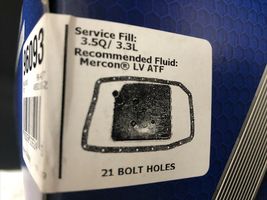 Service Fill:
3.5Q/ 3.3L
Recommended Fluid:
Mercon® LV ATF
21 BOLT HOLES